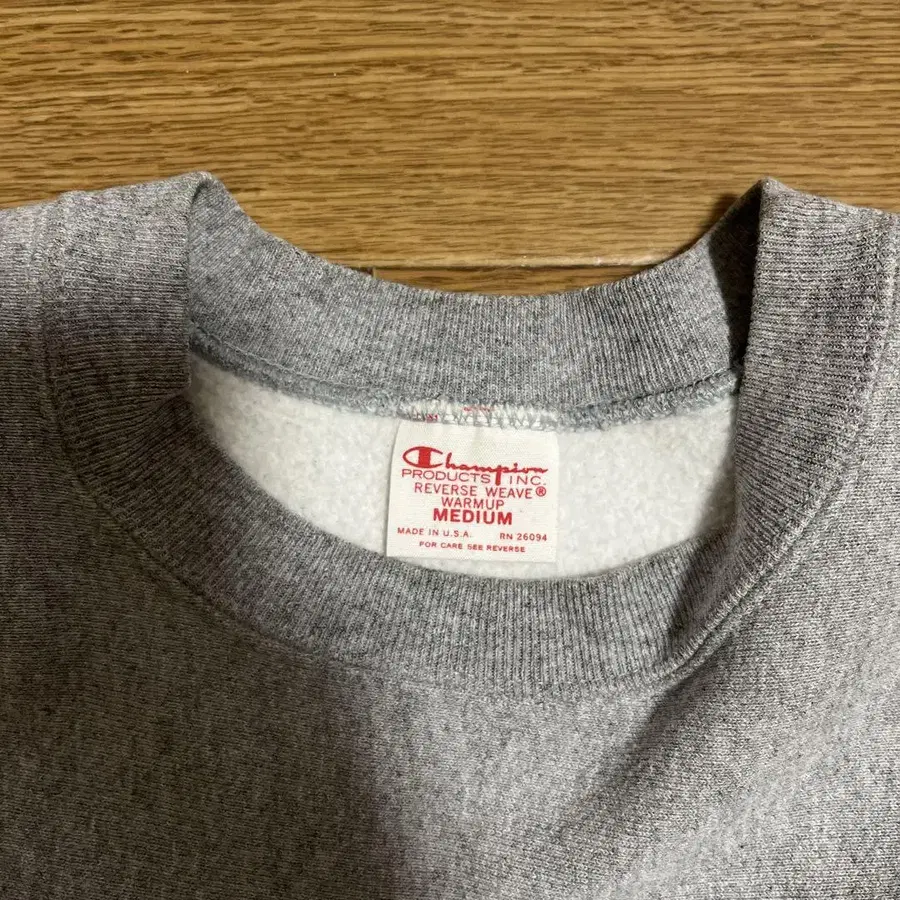 Champion
PRODUCTS INC.
REVERSE WEAVE®
WARMUP
MEDIUM
MADE IN U.S.A. RN 26094
FOR CARE SEE REVERSE